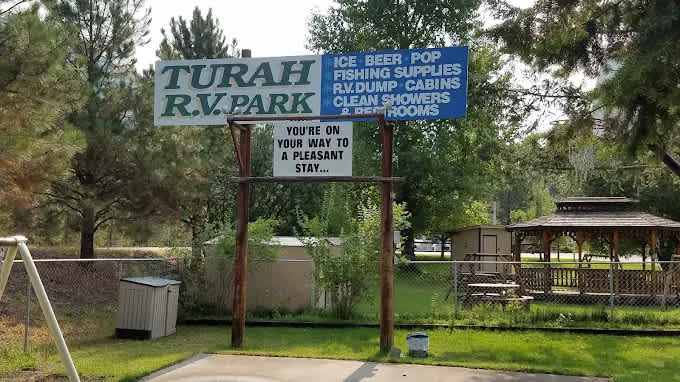 TURAH
R.V. PARK
ICE · BEER · POP
FISHING SUPPLIES
R.V. DUMP · CABINS
CLEAN SHOWERS
& RESTROOMS
YOU'RE ON
YOUR WAY TO
A PLEASANT
STAY...